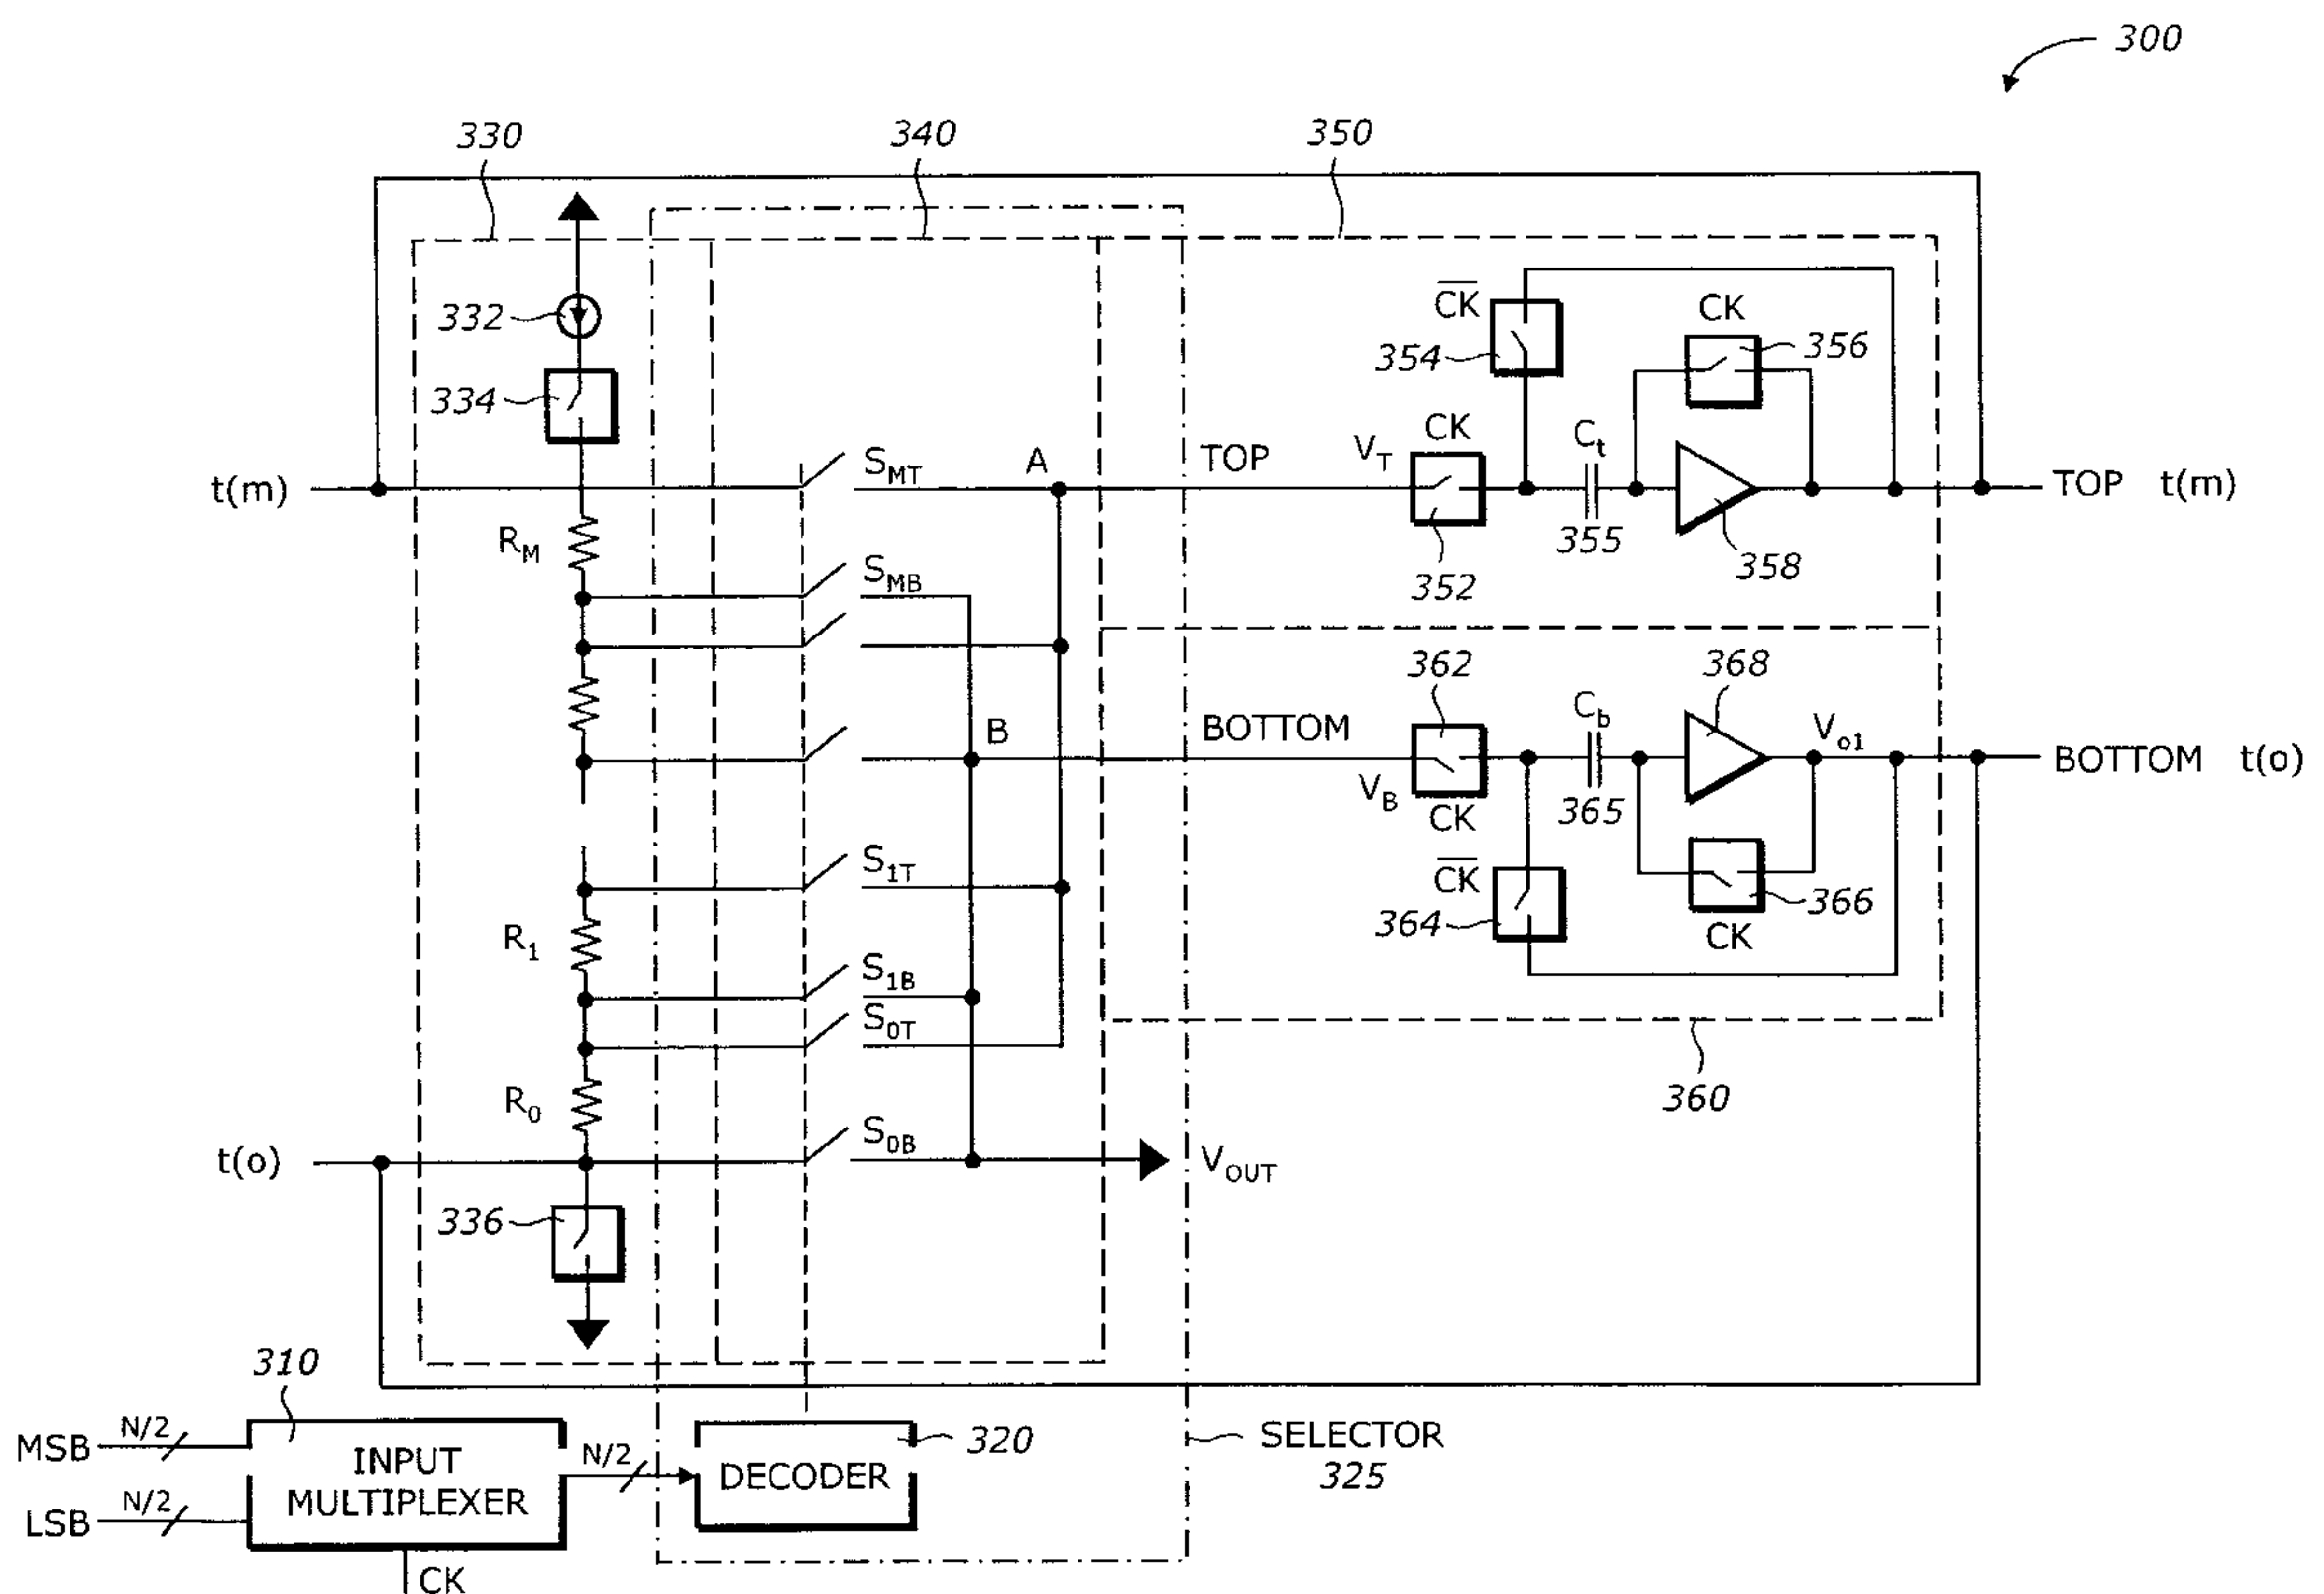 300
330
340
350
332
334
CK
354
CK
356
t(m)
SMT
A
TOP
VT
CK
Ct
355
352
358
TOP t(m)
RM
SMB
362
368
B
BOTTOM
VB
CK
Cb
365
Vo1
BOTTOM t(o)
S1T
CK
364
366
CK
R1
S1B
S0T
R0
360
t(o)
S0B
VOUT
336
310
MSB
N/2
INPUT
MULTIPLEXER
N/2
320
DECODER
SELECTOR
325
LSB
N/2
CK